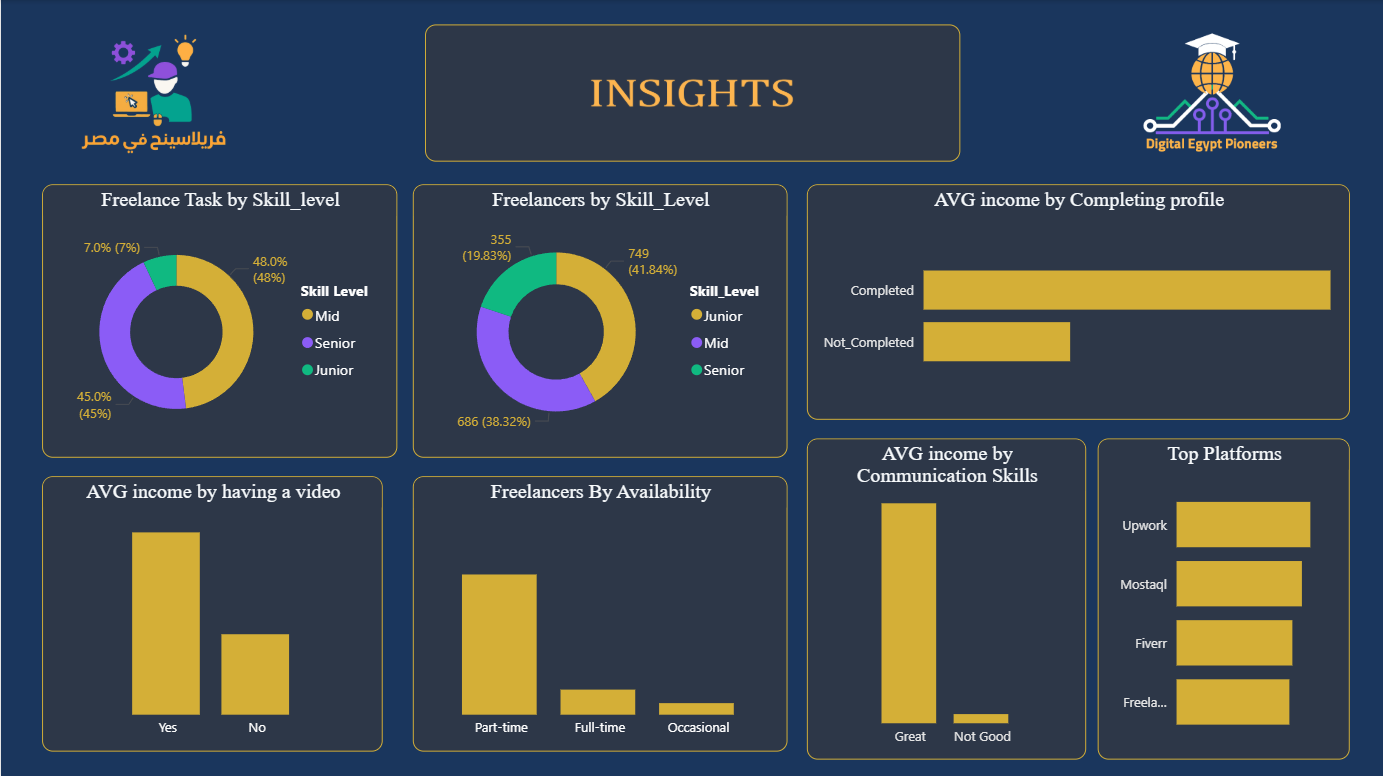 فريلاسينج في مصر
INSIGHTS
Digital Egypt Pioneers
Freelance Task by Skill_level
7.0% (7%)
48.0%
(48%)
45.0%
(45%)
Skill Level
Mid
Senior
Junior
Freelancers by Skill_Level
355
(19.83%)
749
(41.84%)
686 (38.32%)
Skill_Level
Junior
Mid
Senior
AVG income by Completing profile
Completed
Not_Completed
AVG income by having a video
Yes
No
Freelancers By Availability
Part-time
Full-time
Occasional
AVG income by
Communication Skills
Great
Not Good
Top Platforms
Upwork
Mostaql
Fiverr
Freela...